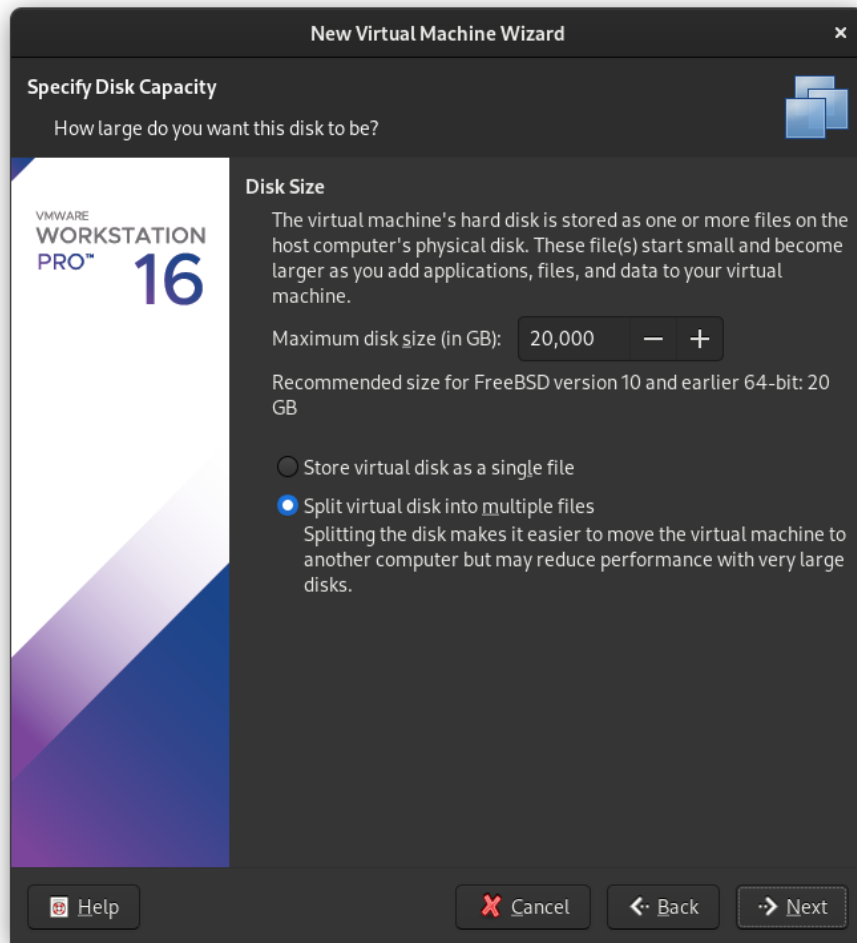 New Virtual Machine Wizard
Specify Disk Capacity
How large do you want this disk to be?
VMWARE
WORKSTATION
PRO™ 16
Disk Size
The virtual machine's hard disk is stored as one or more files on the
host computer's physical disk. These file(s) start small and become
larger as you add applications, files, and data to your virtual
machine.
Maximum disk size (in GB): 20,000 − +
Recommended size for FreeBSD version 10 and earlier 64-bit: 20
GB
Store virtual disk as a single file
Split virtual disk into multiple files
Splitting the disk makes it easier to move the virtual machine to
another computer but may reduce performance with very large
disks.
Help Cancel Back Next